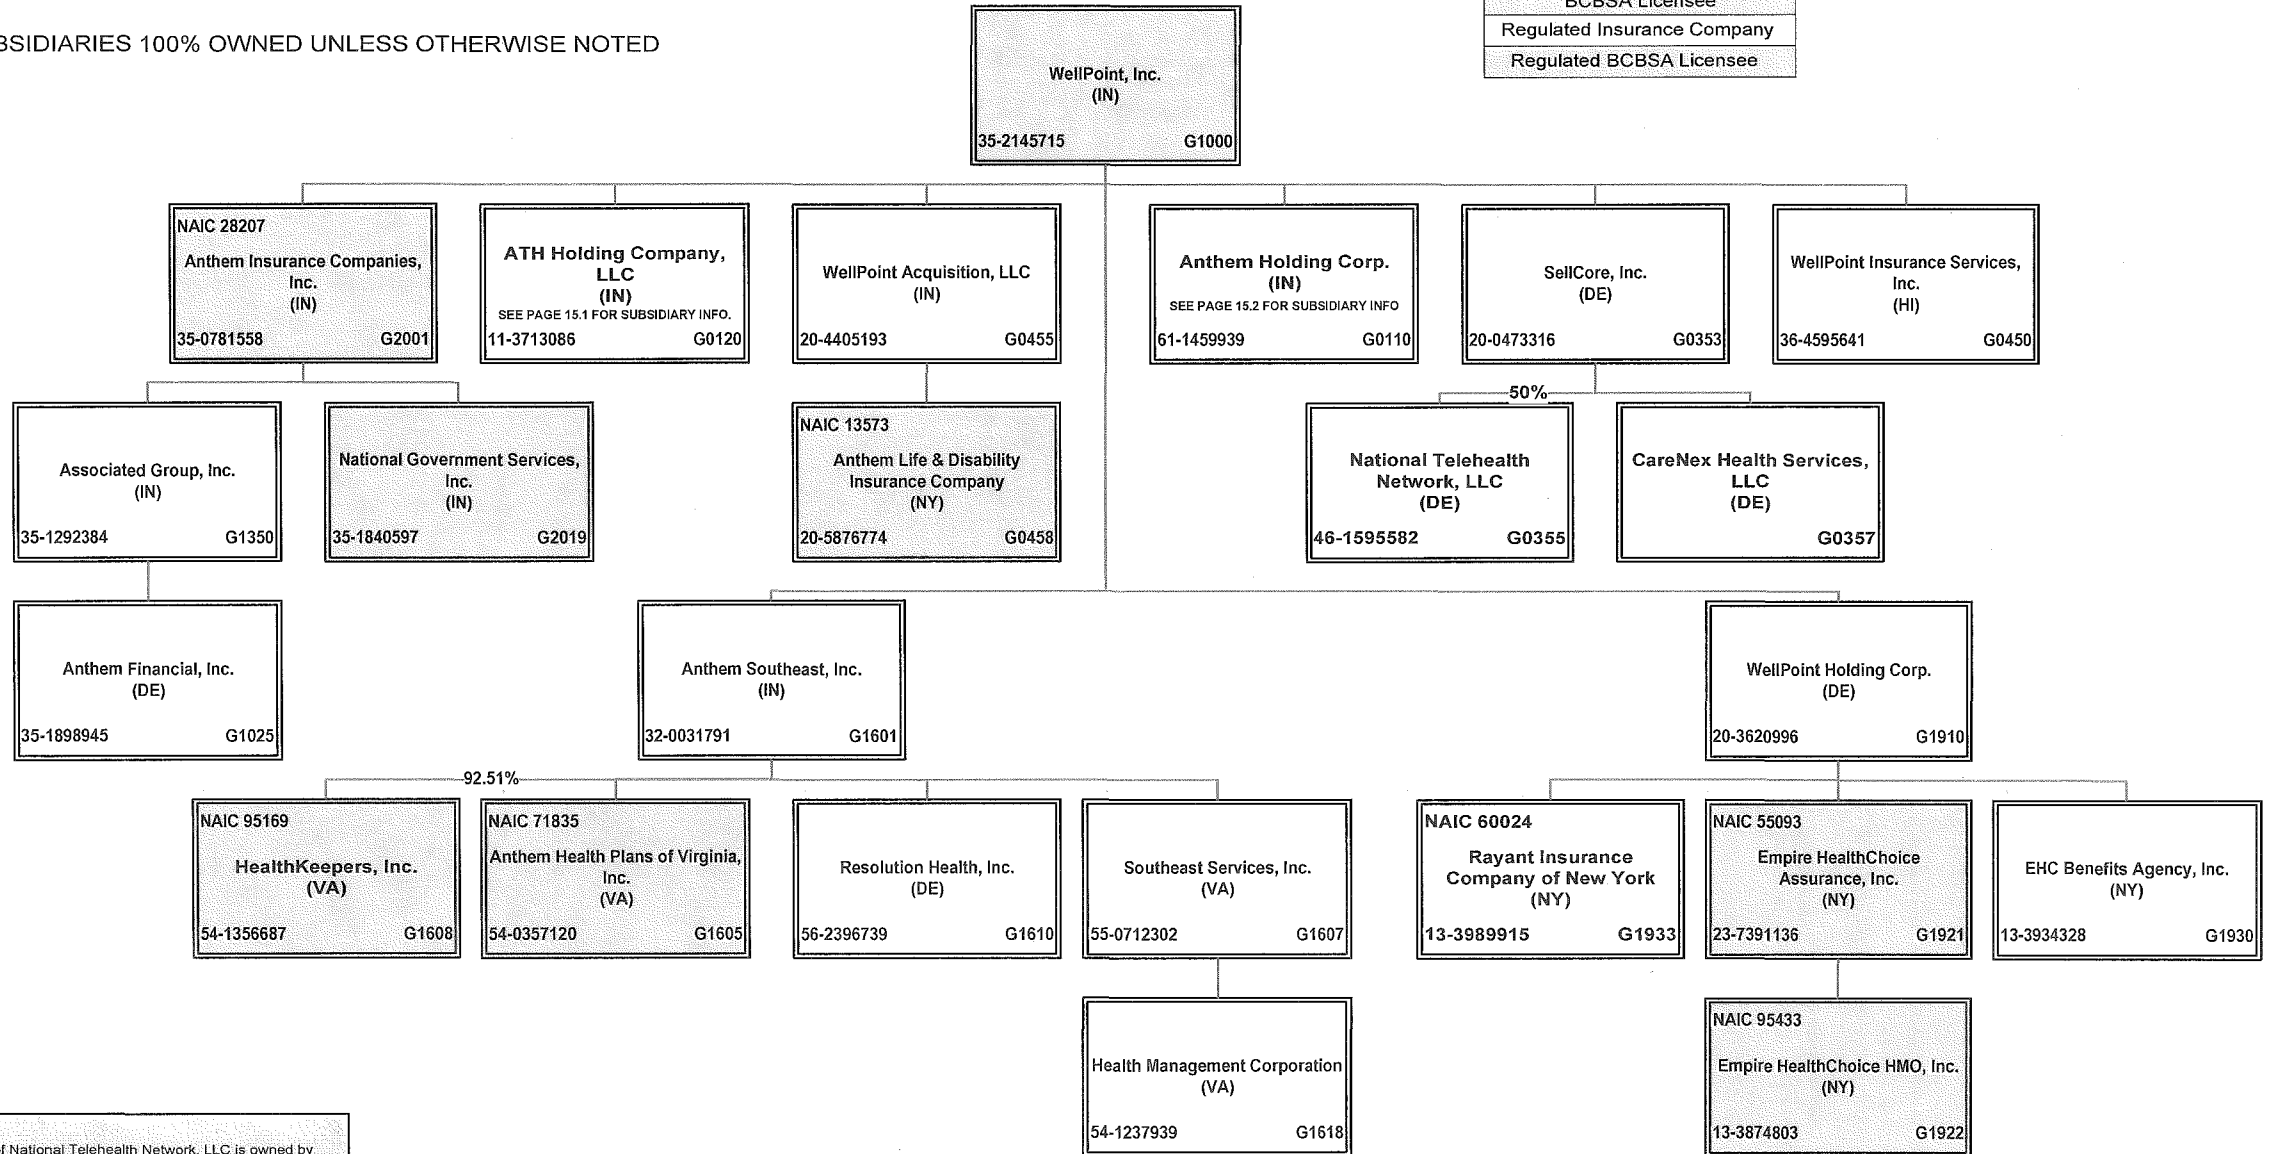 BCBSA Licensee
Regulated Insurance Company
Regulated BCBSA Licensee
SUBSIDIARIES 100% OWNED UNLESS OTHERWISE NOTED
WellPoint, Inc.
(IN)
35-2145715 G1000
NAIC 28207
Anthem Insurance Companies,
Inc.
(IN)
35-0781558 G2001
ATH Holding Company,
LLC
(IN)
SEE PAGE 15.1 FOR SUBSIDIARY INFO.
11-3713086 G0120
WellPoint Acquisition, LLC
(IN)
20-4405193 G0455
Anthem Holding Corp.
(IN)
SEE PAGE 15.2 FOR SUBSIDIARY INFO
61-1459939 G0110
SellCore, Inc.
(DE)
20-0473316 G0353
WellPoint Insurance Services,
Inc.
(HI)
36-4595641 G0450
Associated Group, Inc.
(IN)
35-1292384 G1350
National Government Services,
Inc.
(IN)
35-1840597 G2019
NAIC 13573
Anthem Life & Disability
Insurance Company
(NY)
20-5876774 G0458
50%
National Telehealth
Network, LLC
(DE)
46-1595582 G0355
CareNex Health Services,
LLC
(DE)
G0357
Anthem Financial, Inc.
(DE)
35-1898945 G1025
Anthem Southeast, Inc.
(IN)
32-0031791 G1601
WellPoint Holding Corp.
(DE)
20-3620996 G1910
92.51%
NAIC 95169
HealthKeepers, Inc.
(VA)
54-1356687 G1608
NAIC 71835
Anthem Health Plans of Virginia,
Inc.
(VA)
54-0357120 G1605
Resolution Health, Inc.
(DE)
56-2396739 G1610
Southeast Services, Inc.
(VA)
55-0712302 G1607
NAIC 60024
Rayant Insurance
Company of New York
(NY)
13-3989915 G1933
NAIC 55093
Empire HealthChoice
Assurance, Inc.
(NY)
23-7391136 G1921
EHC Benefits Agency, Inc.
(NY)
13-3934328 G1930
Health Management Corporation
(VA)
54-1237939 G1618
NAIC 95433
Empire HealthChoice HMO, Inc.
(NY)
13-3874803 G1922
of National Telehealth Network, LLC is owned by